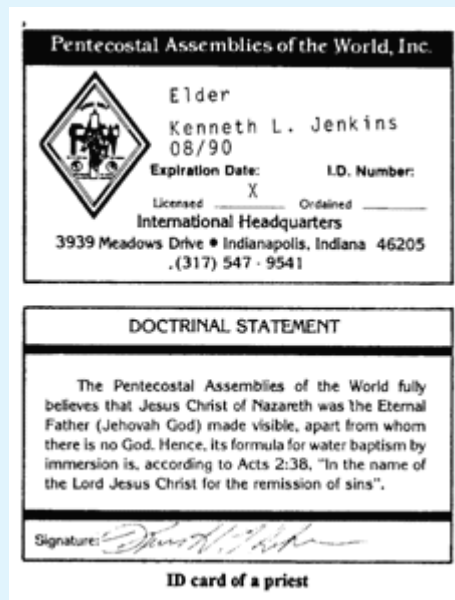 Pentecostal Assemblies of the World, Inc.
Elder
Kenneth L. Jenkins
08/90
Expiration Date: I.D. Number:
X
Licensed Ordained
International Headquarters
3939 Meadows Drive • Indianapolis, Indiana 46205
(317) 547 - 9541
DOCTRINAL STATEMENT
The Pentecostal Assemblies of the World fully
believes that Jesus Christ of Nazareth was the Eternal
Father (Jehovah God) made visible, apart from whom
there is no God. Hence, its formula for water baptism by
immersion is, according to Acts 2:38, "In the name of
the Lord Jesus Christ for the remission of sins".
Signature:
ID card of a priest